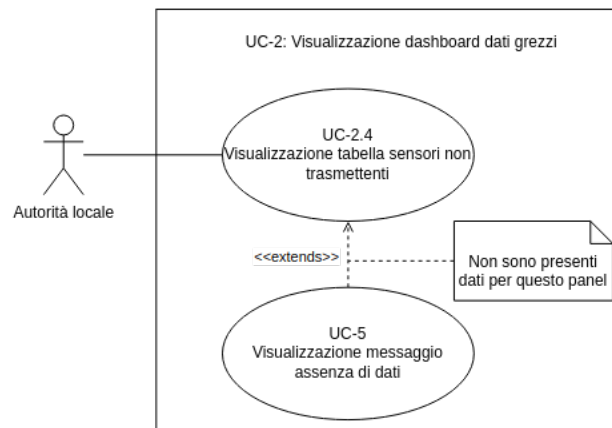 UC-2: Visualizzazione dashboard dati grezzi
UC-2.4
Visualizzazione tabella sensori non
trasmettenti
Autorità locale
<<extends>>
Non sono presenti
dati per questo panel
UC-5
Visualizzazione messaggio
assenza di dati